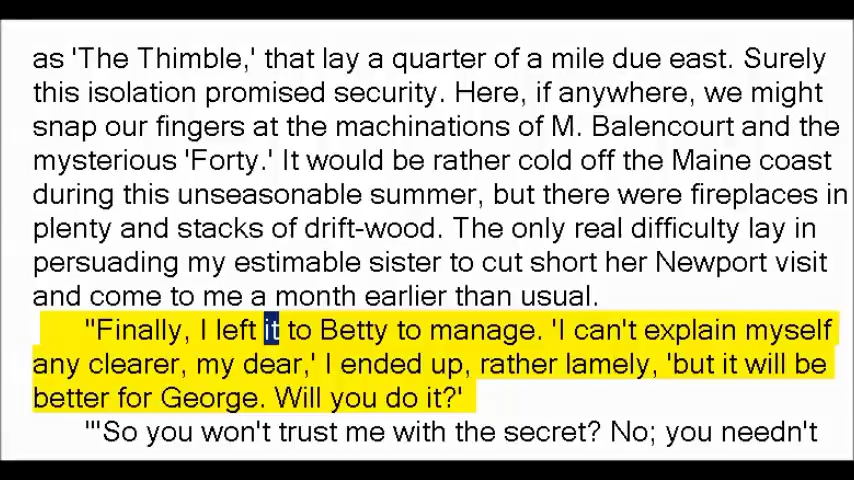 as 'The Thimble,' that lay a quarter of a mile due east. Surely
this isolation promised security. Here, if anywhere, we might
snap our fingers at the machinations of M. Balencourt and the
mysterious 'Forty.' It would be rather cold off the Maine coast
during this unseasonable summer, but there were fireplaces in
plenty and stacks of drift-wood. The only real difficulty lay in
persuading my estimable sister to cut short her Newport visit
and come to me a month earlier than usual.
"Finally, I left it to Betty to manage. 'I can't explain myself
any clearer, my dear,' I ended up, rather lamely, 'but it will be
better for George. Will you do it?'
"'So you won't trust me with the secret? No; you needn't